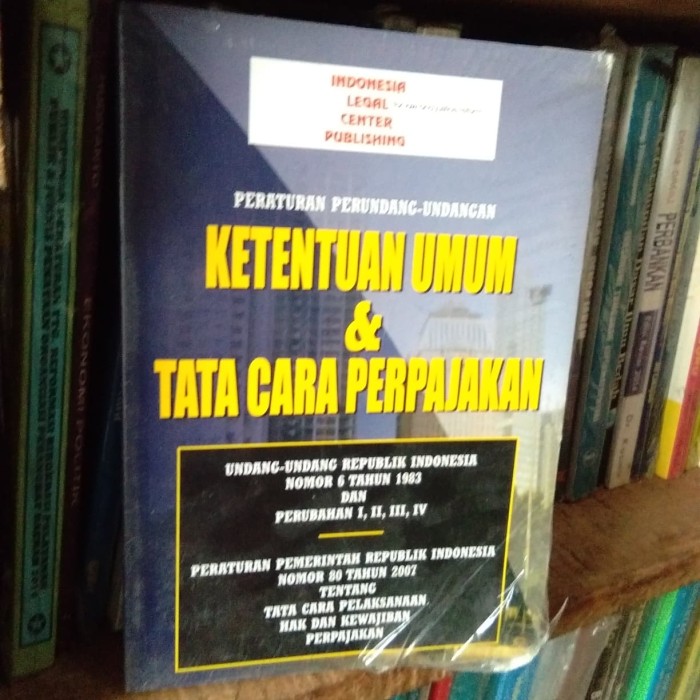 INDONESIA
LEGAL
CENTER
PUBLISHING
PERATURAN PERUNDANG-UNDANGAN
KETENTUAN UMUM
&
TATA CARA PERPAJAKAN
UNDANG-UNDANG REPUBLIK INDONESIA
NOMOR 6 TAHUN 1983
DAN
PERUBAHAN I, II, III, IV
PERATURAN PEMERINTAH REPUBLIK INDONESIA
NOMOR 80 TAHUN 2007
TENTANG
TATA CARA PELAKSANAAN
HAK DAN KEWAJIBAN
PERPAJAKAN
EKONOMI POLITIK
PERBAIKAN